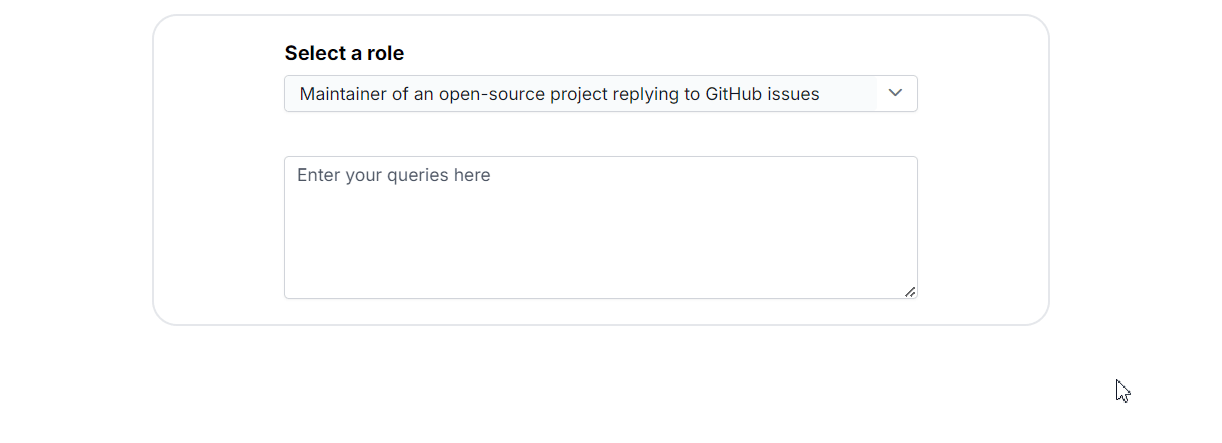 Select a role
Maintainer of an open-source project replying to GitHub issues
Enter your queries here